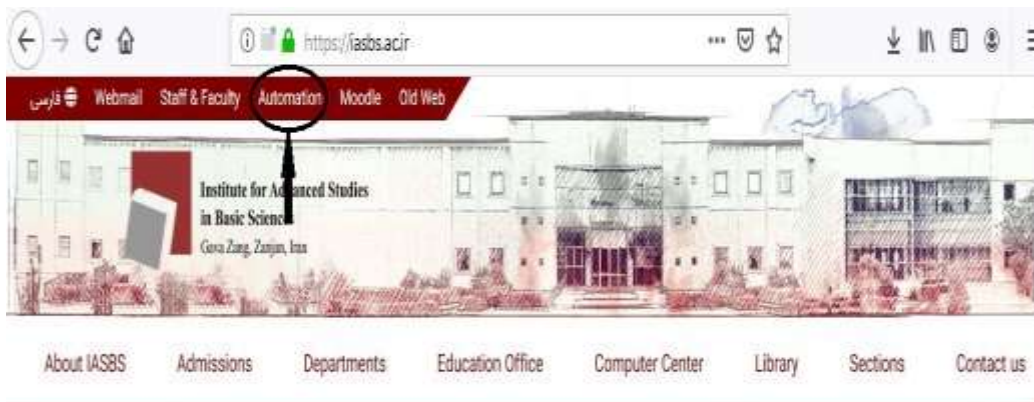 https://iasbs.ac.ir
فارسی Webmail Staff & Faculty Automation Moodle Old Web
Institute for Advanced Studies
in Basic Sciences
Gava Zang, Zanjan, Iran
About IASBS Admissions Departments Education Office Computer Center Library Sections Contact us